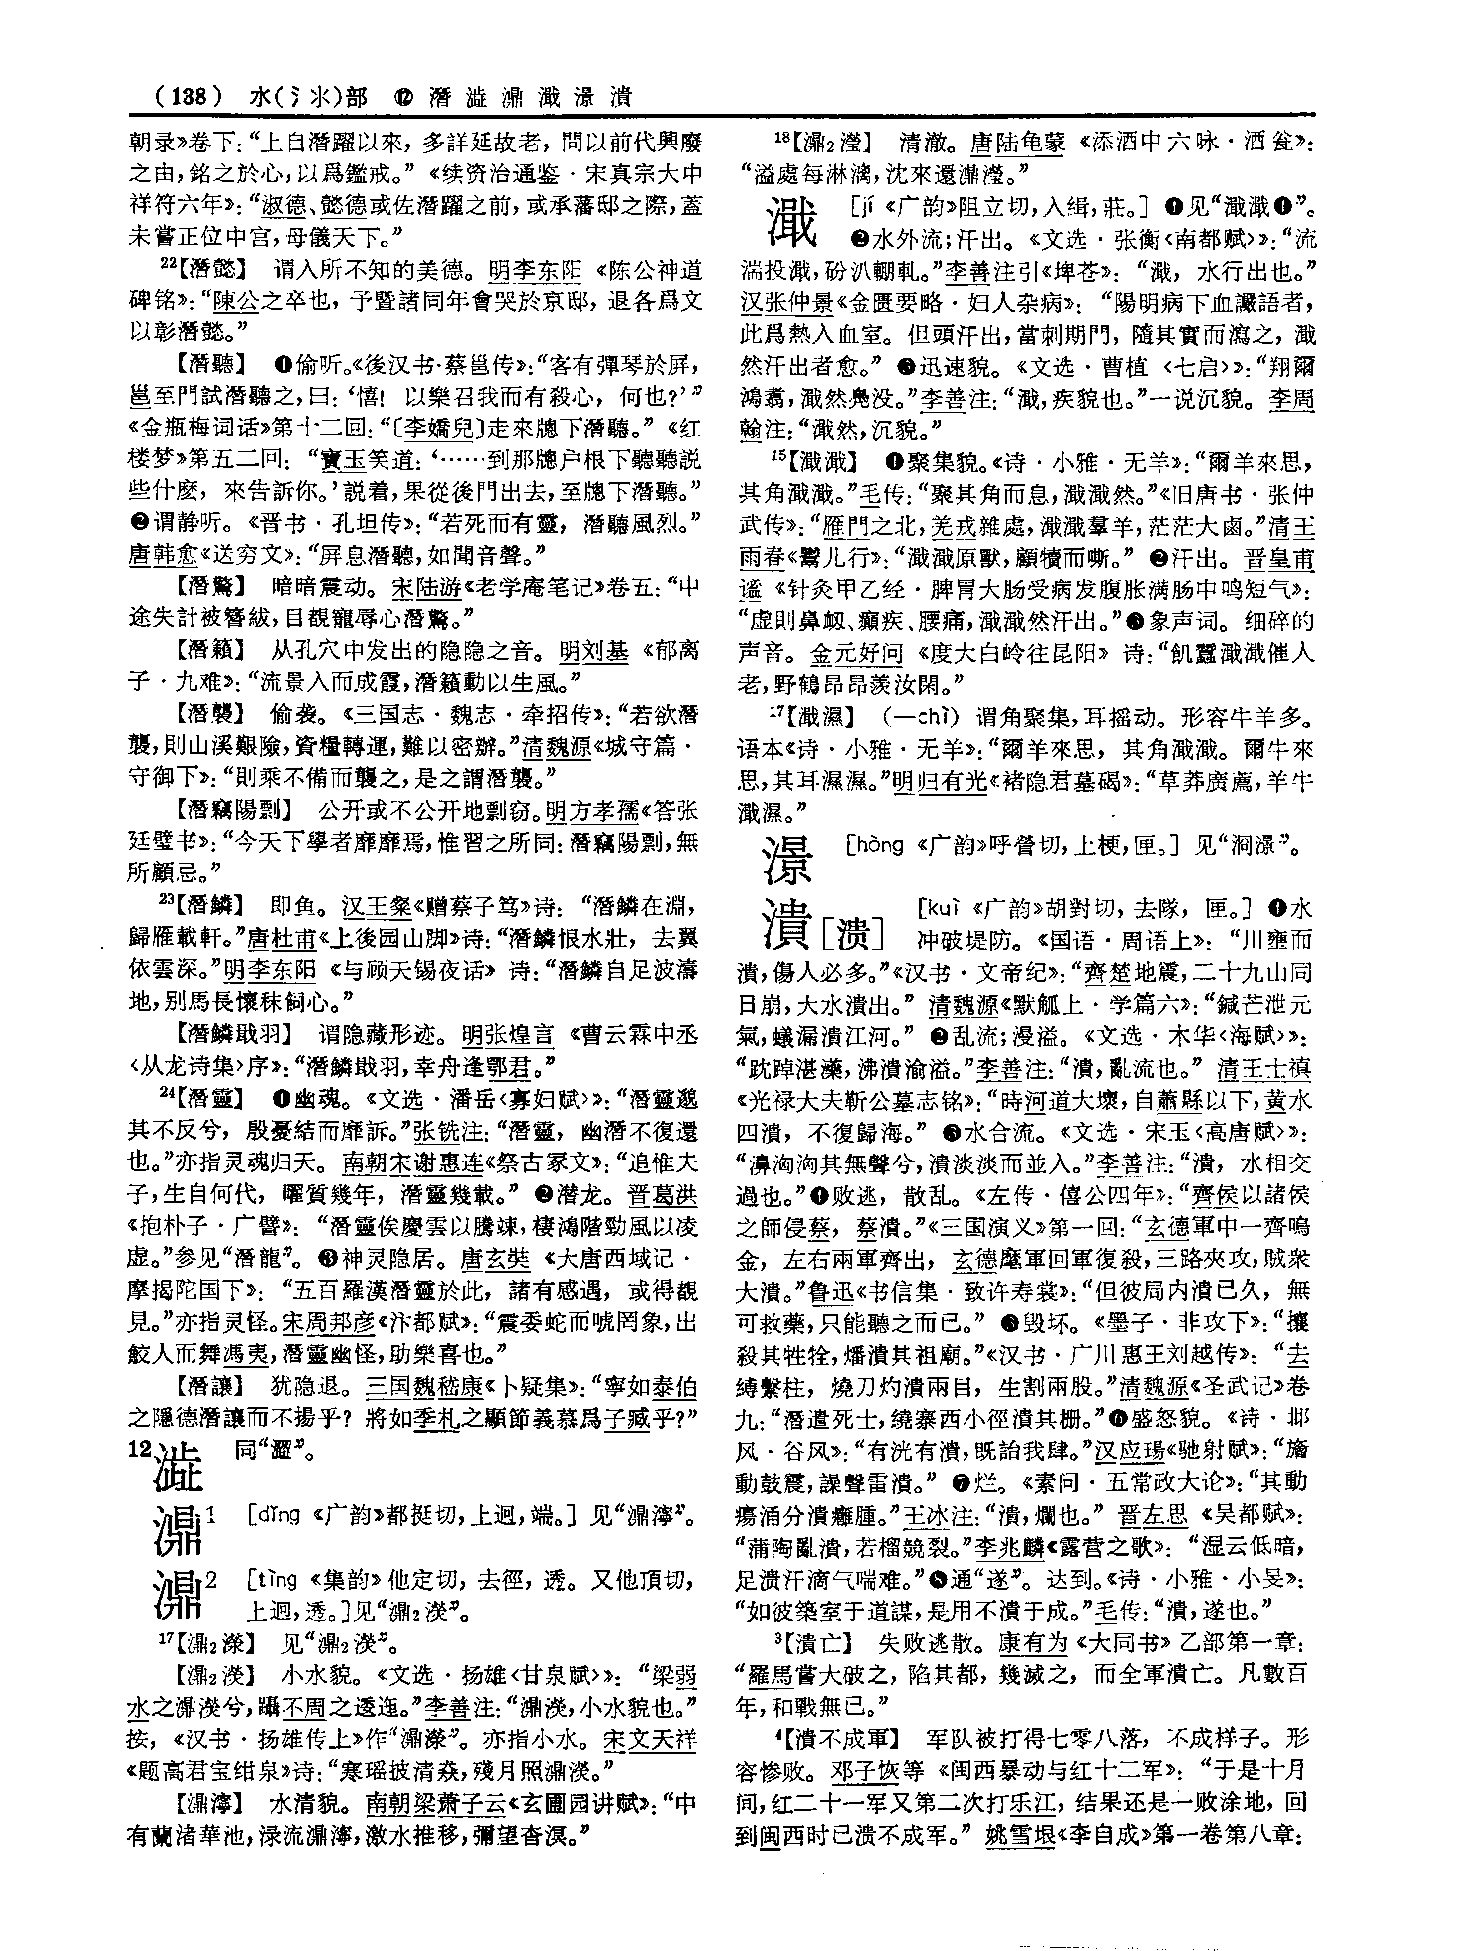 (138) 水(氵氺)部 ⓬ 潛 澁 濎 濈 澋 潰
朝录》卷下：“上自潛躍以來，多詳延故老，問以前代興廢
之由，銘之於心，以爲鑑戒。”《续资治通鉴·宋真宗大中
祥符六年》：“淑德、懿德或佐潛躍之前，或承藩邸之際，蓋
未嘗正位中宫，母儀天下。”
22【潛懿】 谓人所不知的美德。明李东阳《陈公神道
碑铭》：“陳公之卒也，予暨諸同年會哭於京邸，退各爲文
以彰潛懿。”
【潛聽】 ❶偷听。《後汉书·蔡邕传》：“客有彈琴於屏，
邕至門試潛聽之，曰：‘憘！以樂召我而有殺心，何也？’”
《金瓶梅词话》第十二回：“〔李嬌兒〕走來牕下潛聽。”《红
楼梦》第五二回：“寶玉笑道：‘……到那牕户根下聽聽説
些什麽，來告訴你。’説着，果從後門出去，至牕下潛聽。”
❷谓静听。《晋书·孔坦传》：“若死而有靈，潛聽風烈。”
唐韩愈《送穷文》：“屏息潛聽，如聞音聲。”
【潛驚】 暗暗震动。宋陆游《老学庵笔记》卷五：“中
途失計被簪紱，目覩寵辱心潛驚。”
【潛籟】 从孔穴中发出的隐隐之音。明刘基《郁离
子·九难》：“流景入而成霞，潛籟動以生風。”
【潛襲】 偷袭。《三国志·魏志·牵招传》：“若欲潛
襲，則山溪艱險，資糧轉運，難以密辦。”清魏源《城守篇·
守御下》：“則乘不備而襲之，是之謂潛襲。”
【潛竊陽剽】 公开或不公开地剽窃。明方孝孺《答张
廷璧书》：“今天下學者靡靡焉，惟習之所同：潛竊陽剽，無
所顧忌。”
23【潛鱗】 即鱼。汉王粲《赠蔡子笃》诗：“潛鱗在淵，
歸雁載軒。”唐杜甫《上後园山脚》诗：“潛鱗恨水壯，去翼
依雲深。”明李东阳《与顾天锡夜话》诗：“潛鱗自足波濤
地，别馬長懷秣飼心。”
【潛鱗戢羽】 谓隐藏形迹。明张煌言《曹云霖中丞
〈从龙诗集〉序》：“潛鱗戢羽，幸舟逢鄂君。”
24【潛靈】 ❶幽魂。《文选·潘岳〈寡妇赋〉》：“潛靈邈
其不反兮，殷憂結而靡訴。”张铣注：“潛靈，幽潛不復還
也。”亦指灵魂归天。南朝宋谢惠连《祭古冢文》：“追惟夫
子，生自何代，曜質幾年，潛靈幾載。”❷潜龙。晋葛洪
《抱朴子·广譬》：“潛靈俟慶雲以騰竦，棲鴻階勁風以凌
虚。”参见“潛龍”。❸神灵隐居。唐玄奘《大唐西域记·
摩揭陀国下》：“五百羅漢潛靈於此，諸有感遇，或得覩
見。”亦指灵怪。宋周邦彦《汴都赋》：“震委蛇而唬罔象，出
鮫人而舞馮夷，潛靈幽怪，助樂喜也。”
【潛讓】 犹隐退。三国魏嵇康《卜疑集》：“寧如泰伯
之隱德潛讓而不揚乎？將如季札之顯節義慕爲子臧乎？”
12澁 同“澀”。
濎1 [dǐng《广韵》都挺切，上迥，端。] 见“濎濘”。
濎2 [tìng《集韵》他定切，去徑，透。又他頂切，
上迥，透。]见“濎2濙”。
17【濎2濴】 见“濎2濙”。
【濎2濙】 小水貌。《文选·扬雄〈甘泉赋〉》：“梁弱
水之濎濙兮，躡不周之逶迤。”李善注：“濎濙，小水貌也。”
按，《汉书·扬雄传上》作“濎濴”。亦指小水。宋文天祥
《题高君宝绀泉》诗：“寒瑶披清焱，殘月照濎濙。”
【濎濘】 水清貌。南朝梁萧子云《玄圃园讲赋》：“中
有蘭渚華池，渌流濎濘，激水推移，彌望杳溟。”
18【濎2瀅】 清澈。唐陆龟蒙《添酒中六咏·酒瓮》：
“溢處每淋漓，沈來還濎瀅。”
濈 [jí《广韵》阻立切，入缉，莊。] ❶见“濈濈❶”。
❷水外流；汗出。《文选·张衡〈南都赋〉》：“流
湍投濈，砏汃輣軋。”李善注引《埤苍》：“濈，水行出也。”
汉张仲景《金匮要略·妇人杂病》：“陽明病下血讝語者，
此爲熱入血室。但頭汗出，當刺期門，隨其實而瀉之，濈
然汗出者愈。”❸迅速貌。《文选·曹植〈七启〉》：“翔爾
鴻翥，濈然鳧没。”李善注：“濈，疾貌也。”一说沉貌。李周
翰注：“濈然，沉貌。”
15【濈濈】 ❶聚集貌。《诗·小雅·无羊》：“爾羊來思，
其角濈濈。”毛传：“聚其角而息，濈濈然。”《旧唐书·张仲
武传》：“雁門之北，羌戎雜處，濈濈羣羊，茫茫大鹵。”清王
雨春《鬻儿行》：“濈濈原獸，顧犢而嘶。”❷汗出。晋皇甫
谧《针灸甲乙经·脾胃大肠受病发腹胀满肠中鸣短气》：
“虚則鼻衄、癲疾、腰痛，濈濈然汗出。”❸象声词。细碎的
声音。金元好问《度太白岭往昆阳》诗：“飢蠶濈濈催人
老，野鶴昂昂羨汝閑。”
17【濈濕】 (—chì) 谓角聚集，耳摇动。形容牛羊多。
语本《诗·小雅·无羊》：“爾羊來思，其角濈濈。爾牛來
思，其耳濕濕。”明归有光《褚隐君墓碣》：“草莽廣薦，羊牛
濈濕。”
澋 [hòng《广韵》呼營切，上梗，匣。] 见“浻澋”。
潰[溃] [kuì《广韵》胡對切，去隊，匣。] ❶水
冲破堤防。《国语·周语上》：“川壅而
潰，傷人必多。”《汉书·文帝纪》：“齊楚地震，二十九山同
日崩，大水潰出。”清魏源《默觚上·学篇六》：“鍼芒泄元
氣，蟻漏潰江河。”❷乱流；漫溢。《文选·木华〈海赋〉》：
“㱡踔湛藻，沸潰渝溢。”李善注：“潰，亂流也。”清王士禛
《光禄大夫靳公墓志铭》：“時河道大壞，自蕭縣以下，黄水
四潰，不復歸海。”❸水合流。《文选·宋玉〈高唐赋〉》：
“濞洶洶其無聲兮，潰淡淡而並入。”李善注：“潰，水相交
過也。”❹败逃，散乱。《左传·僖公四年》：“齊侯以諸侯
之師侵蔡，蔡潰。”《三国演义》第一回：“玄德軍中一齊鳴
金，左右兩軍齊出，玄德麾軍回軍復殺，三路夾攻，賊衆
大潰。”鲁迅《书信集·致许寿裳》：“但彼局内潰已久，無
可救藥，只能聽之而已。”❺毁坏。《墨子·非攻下》：“攘
殺其牲牷，燔潰其祖廟。”《汉书·广川惠王刘越传》：“去
縛繫柱，燒刀灼潰兩目，生割兩股。”清魏源《圣武记》卷
九：“潛遣死士，繞寨西小徑潰其栅。”❻盛怒貌。《诗·邶
风·谷风》：“有洸有潰，既詒我肆。”汉应玚《驰射赋》：“旛
動鼓震，譟聲雷潰。”❼烂。《素问·五常政大论》：“其動
瘍涌分潰癰腫。”王冰注：“潰，爛也。”晋左思《吴都赋》：
“蒲陶亂潰，若榴競裂。”李兆麟《露营之歌》：“湿云低暗，
足溃汗滴气喘难。”❽通“遂”。达到。《诗·小雅·小旻》：
“如彼築室于道謀，是用不潰于成。”毛传：“潰，遂也。”
3【潰亡】 失败逃散。康有为《大同书》乙部第一章：
“羅馬嘗大破之，陷其都，幾滅之，而全軍潰亡。凡數百
年，和戰無已。”
4【潰不成軍】 军队被打得七零八落，不成样子。形
容惨败。邓子恢等《闽西暴动与红十二军》：“于是十月
间，红二十一军又第二次打乐江，结果还是一败涂地，回
到闽西时已溃不成军。”姚雪垠《李自成》第一卷第八章：